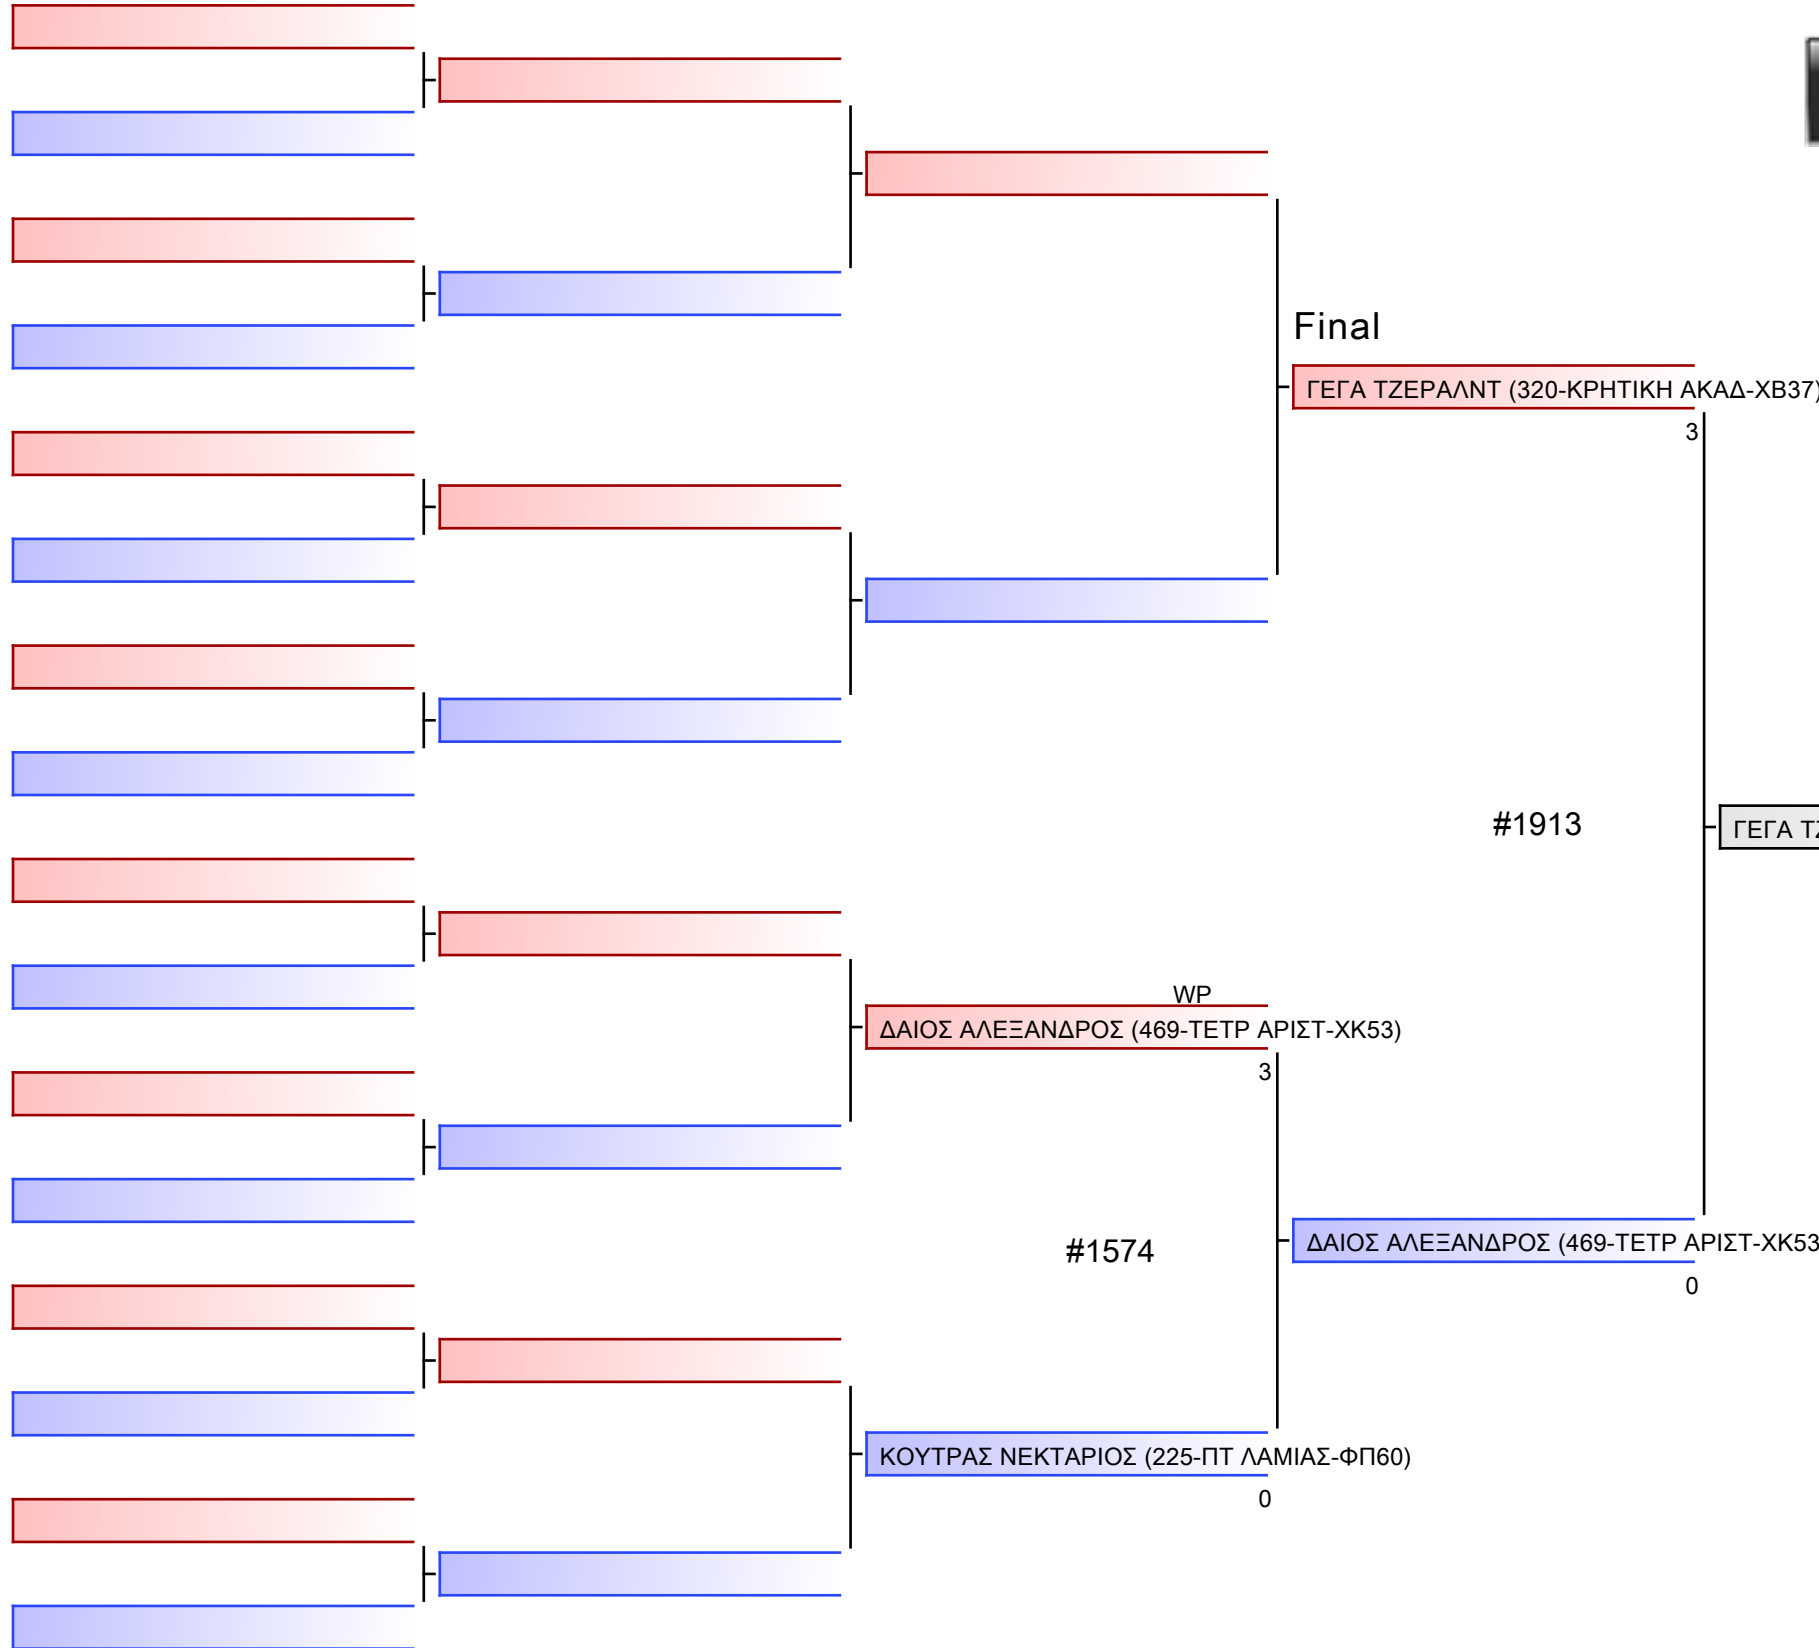 Final
ΓΕΓΑ ΤΖΕΡΑΛΝΤ (320-ΚΡΗΤΙΚΗ ΑΚΑΔ-ΧΒ37)
3
#1913
ΓΕΓΑ
WP
ΔΑΙΟΣ ΑΛΕΞΑΝΔΡΟΣ (469-ΤΕΤΡ ΑΡΙΣΤ-ΧΚ53)
3
#1574
ΔΑΙΟΣ ΑΛΕΞΑΝΔΡΟΣ (469-ΤΕΤΡ ΑΡΙΣΤ-ΧΚ53
0
ΚΟΥΤΡΑΣ ΝΕΚΤΑΡΙΟΣ (225-ΠΤ ΛΑΜΙΑΣ-ΦΠ60)
0